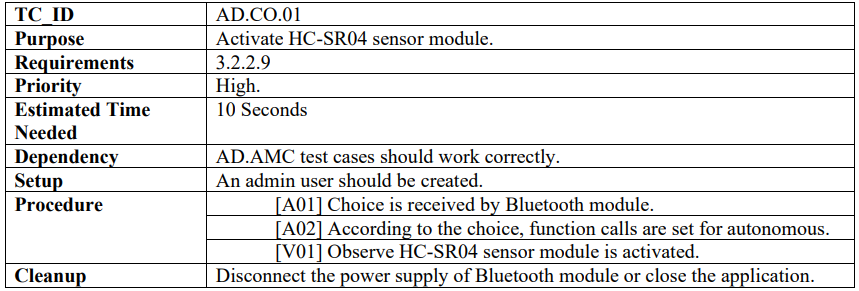 TC_ID AD.CO.01
Purpose Activate HC-SR04 sensor module.
Requirements 3.2.2.9
Priority High.
Estimated Time Needed 10 Seconds
Dependency AD.AMC test cases should work correctly.
Setup An admin user should be created.
Procedure [A01] Choice is received by Bluetooth module.
[A02] According to the choice, function calls are set for autonomous.
[V01] Observe HC-SR04 sensor module is activated.
Cleanup Disconnect the power supply of Bluetooth module or close the application.